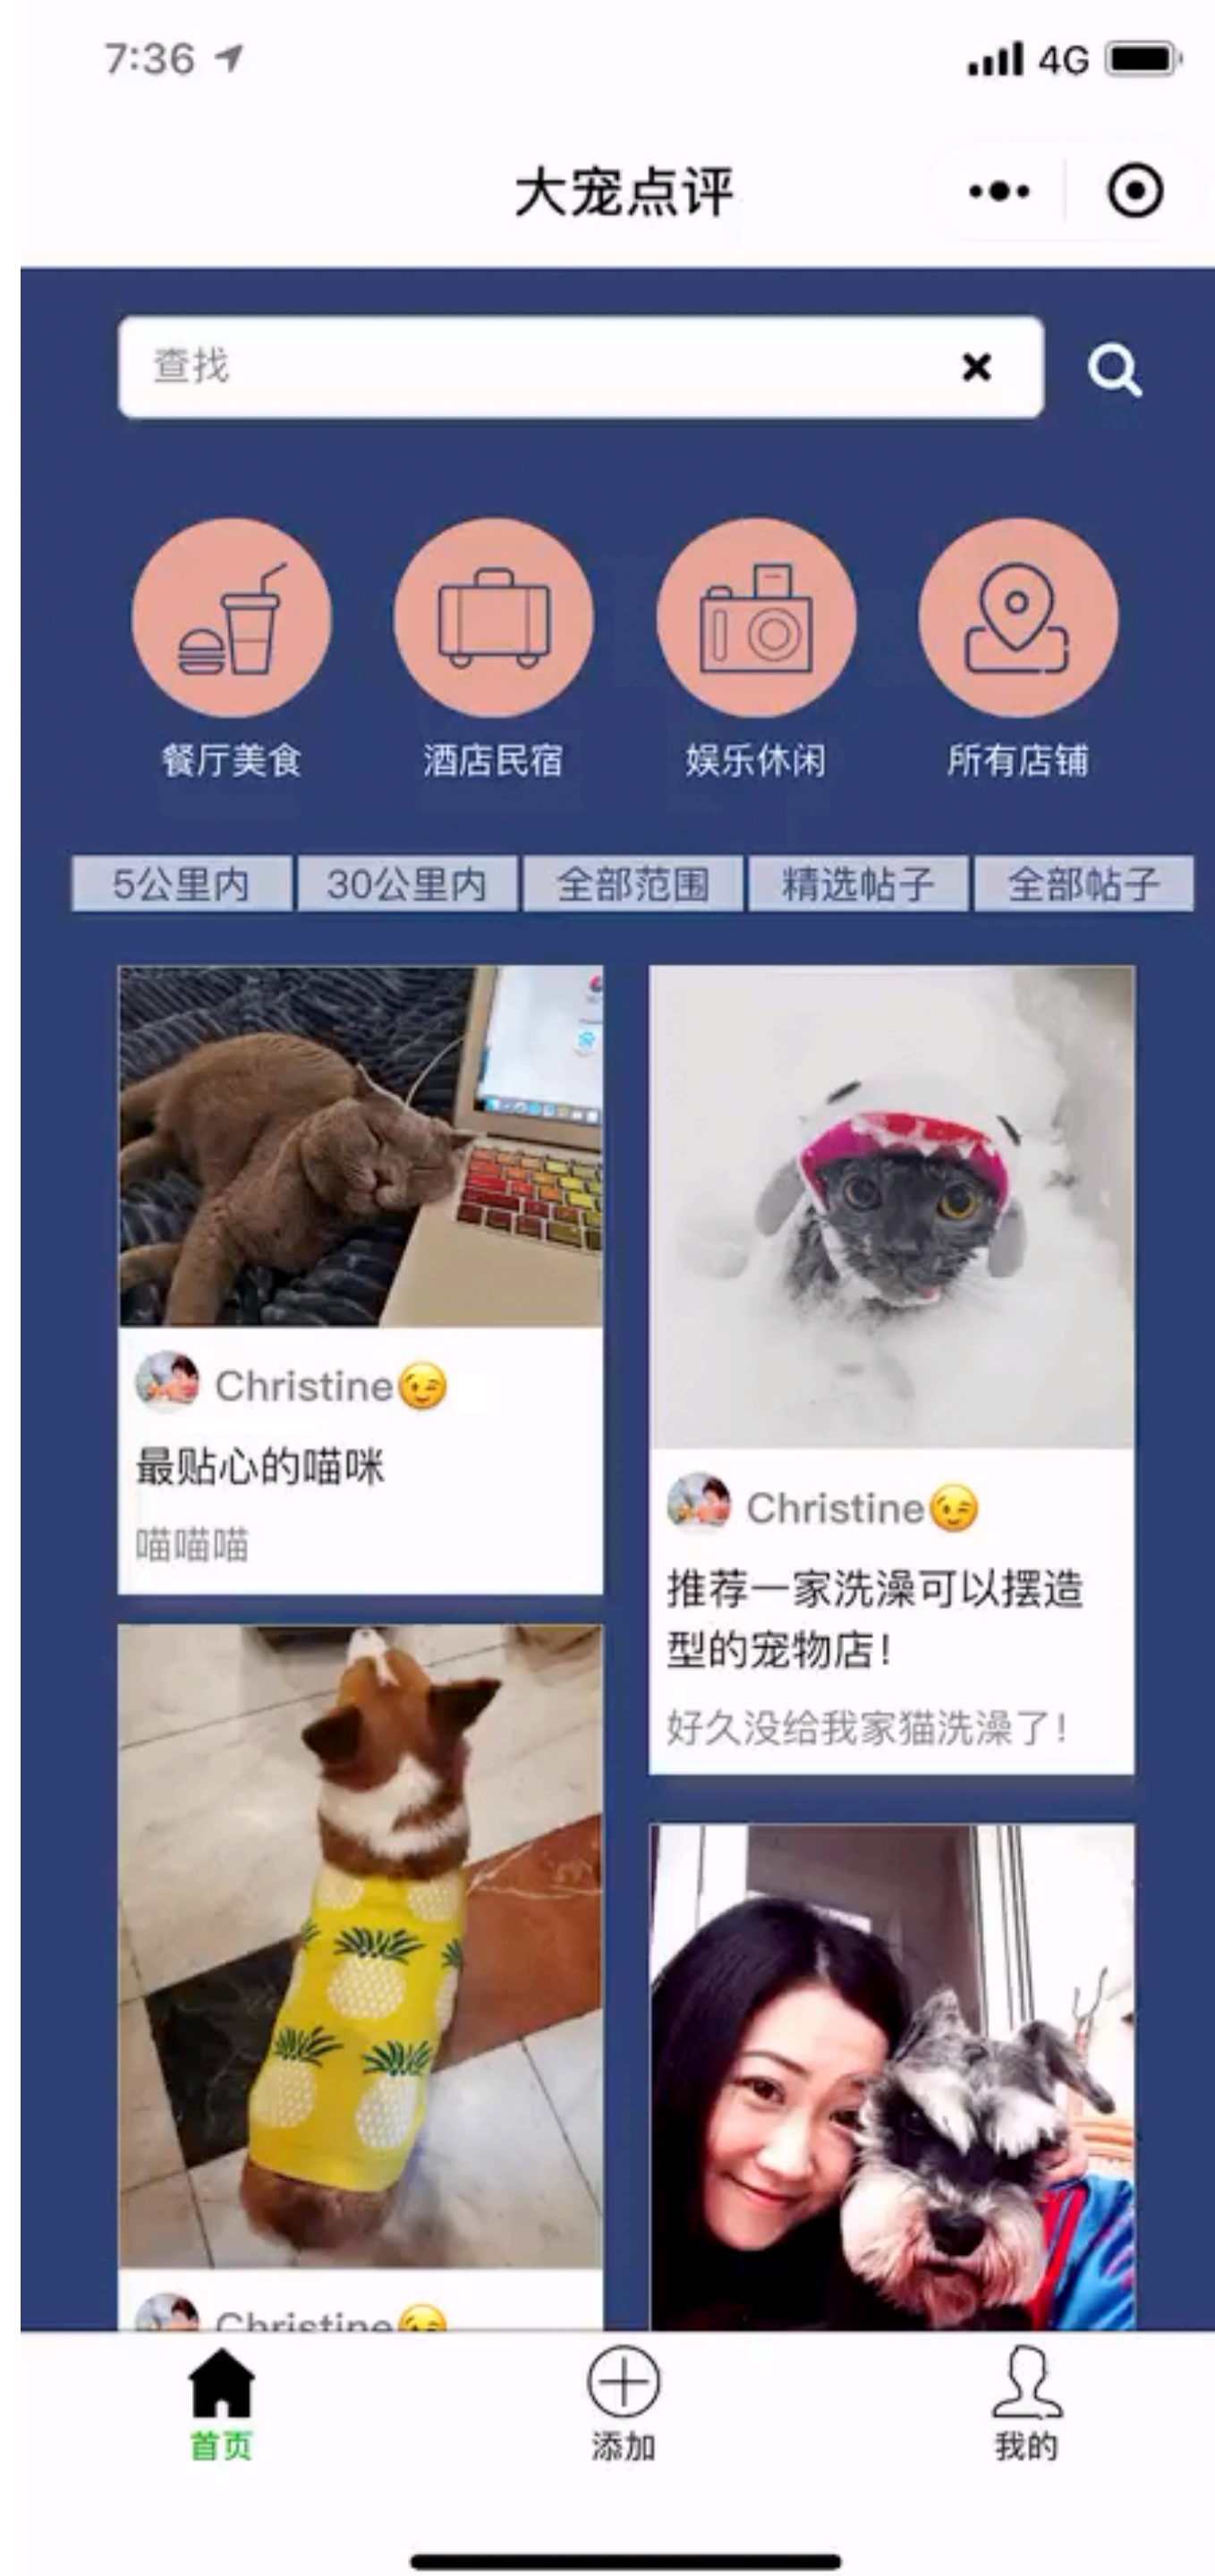 7:36
4G
大宠点评
查找
餐厅美食
酒店民宿
娱乐休闲
所有店铺
5公里内
30公里内
全部范围
精选帖子
全部帖子
Christine😉
最贴心的喵咪
喵喵喵
Christine😉
推荐一家洗澡可以摆造
型的宠物店！
好久没给我家猫洗澡了！
Christine😉
首页
添加
我的